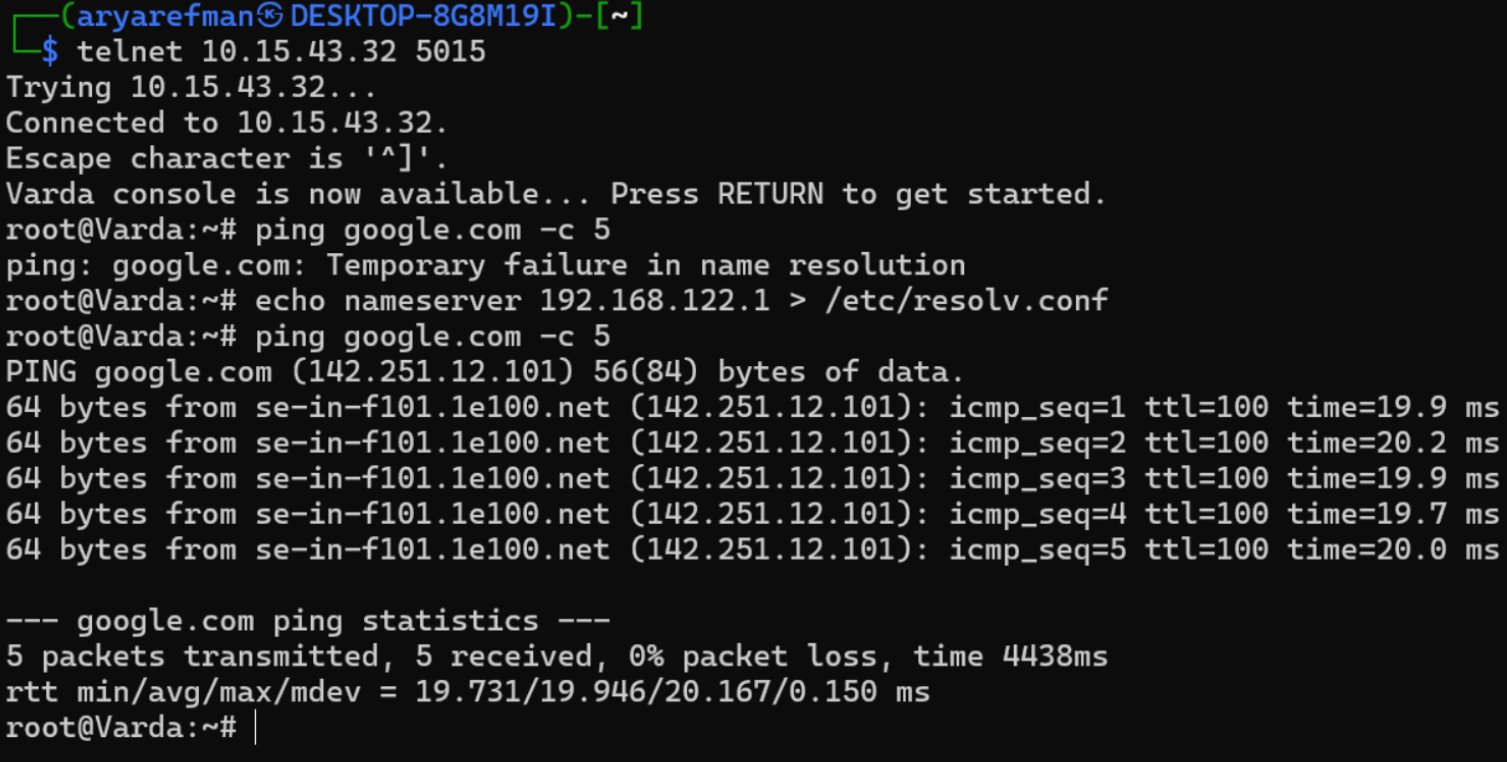 ┌──(aryarefman㉿DESKTOP-8G8M19I)-[~]
└─$ telnet 10.15.43.32 5015
Trying 10.15.43.32...
Connected to 10.15.43.32.
Escape character is '^]'.
Varda console is now available... Press RETURN to get started.
root@Varda:~# ping google.com -c 5
ping: google.com: Temporary failure in name resolution
root@Varda:~# echo nameserver 192.168.122.1 > /etc/resolv.conf
root@Varda:~# ping google.com -c 5
PING google.com (142.251.12.101) 56(84) bytes of data.
64 bytes from se-in-f101.1e100.net (142.251.12.101): icmp_seq=1 ttl=100 time=19.9 ms
64 bytes from se-in-f101.1e100.net (142.251.12.101): icmp_seq=2 ttl=100 time=20.2 ms
64 bytes from se-in-f101.1e100.net (142.251.12.101): icmp_seq=3 ttl=100 time=19.9 ms
64 bytes from se-in-f101.1e100.net (142.251.12.101): icmp_seq=4 ttl=100 time=19.7 ms
64 bytes from se-in-f101.1e100.net (142.251.12.101): icmp_seq=5 ttl=100 time=20.0 ms
--- google.com ping statistics ---
5 packets transmitted, 5 received, 0% packet loss, time 4438ms
rtt min/avg/max/mdev = 19.731/19.946/20.167/0.150 ms
root@Varda:~#